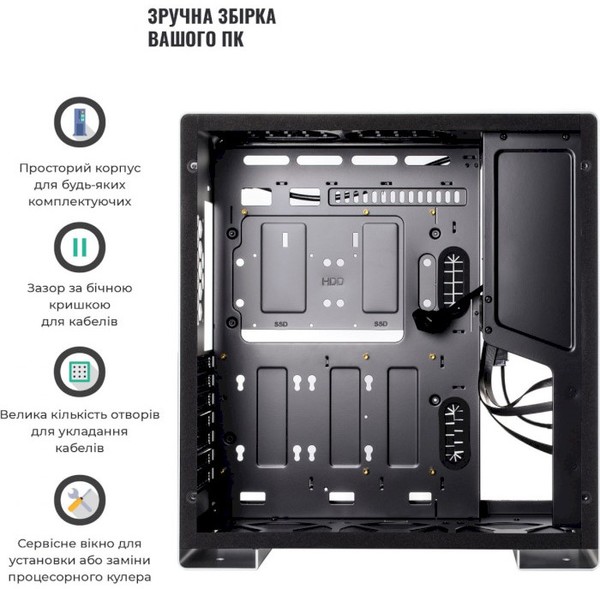 ЗРУЧНА ЗБІРКА
ВАШОГО ПК
Просторий корпус
для будь-яких
комплектуючих
Зазор за бічною
кришкою
для кабелів
Велика кількість отворів
для укладання
кабелів
Сервісне вікно для
установки або заміни
процесорного кулера
HDD
SSD
SSD